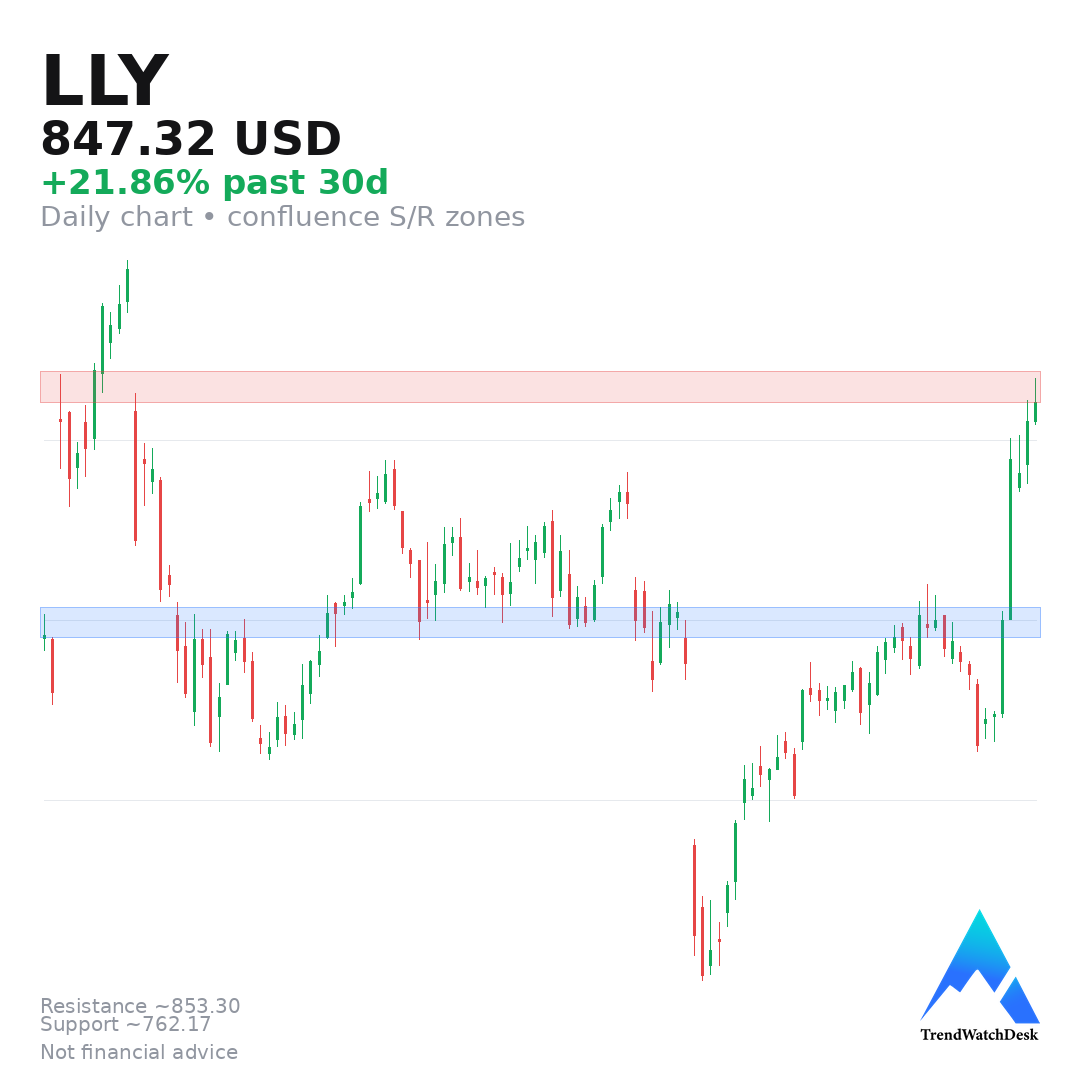 LLY
847.32 USD
+21.86% past 30d
Daily chart • confluence S/R zones
Resistance ~853.30
Support ~762.17
Not financial advice
TrendWatchDesk